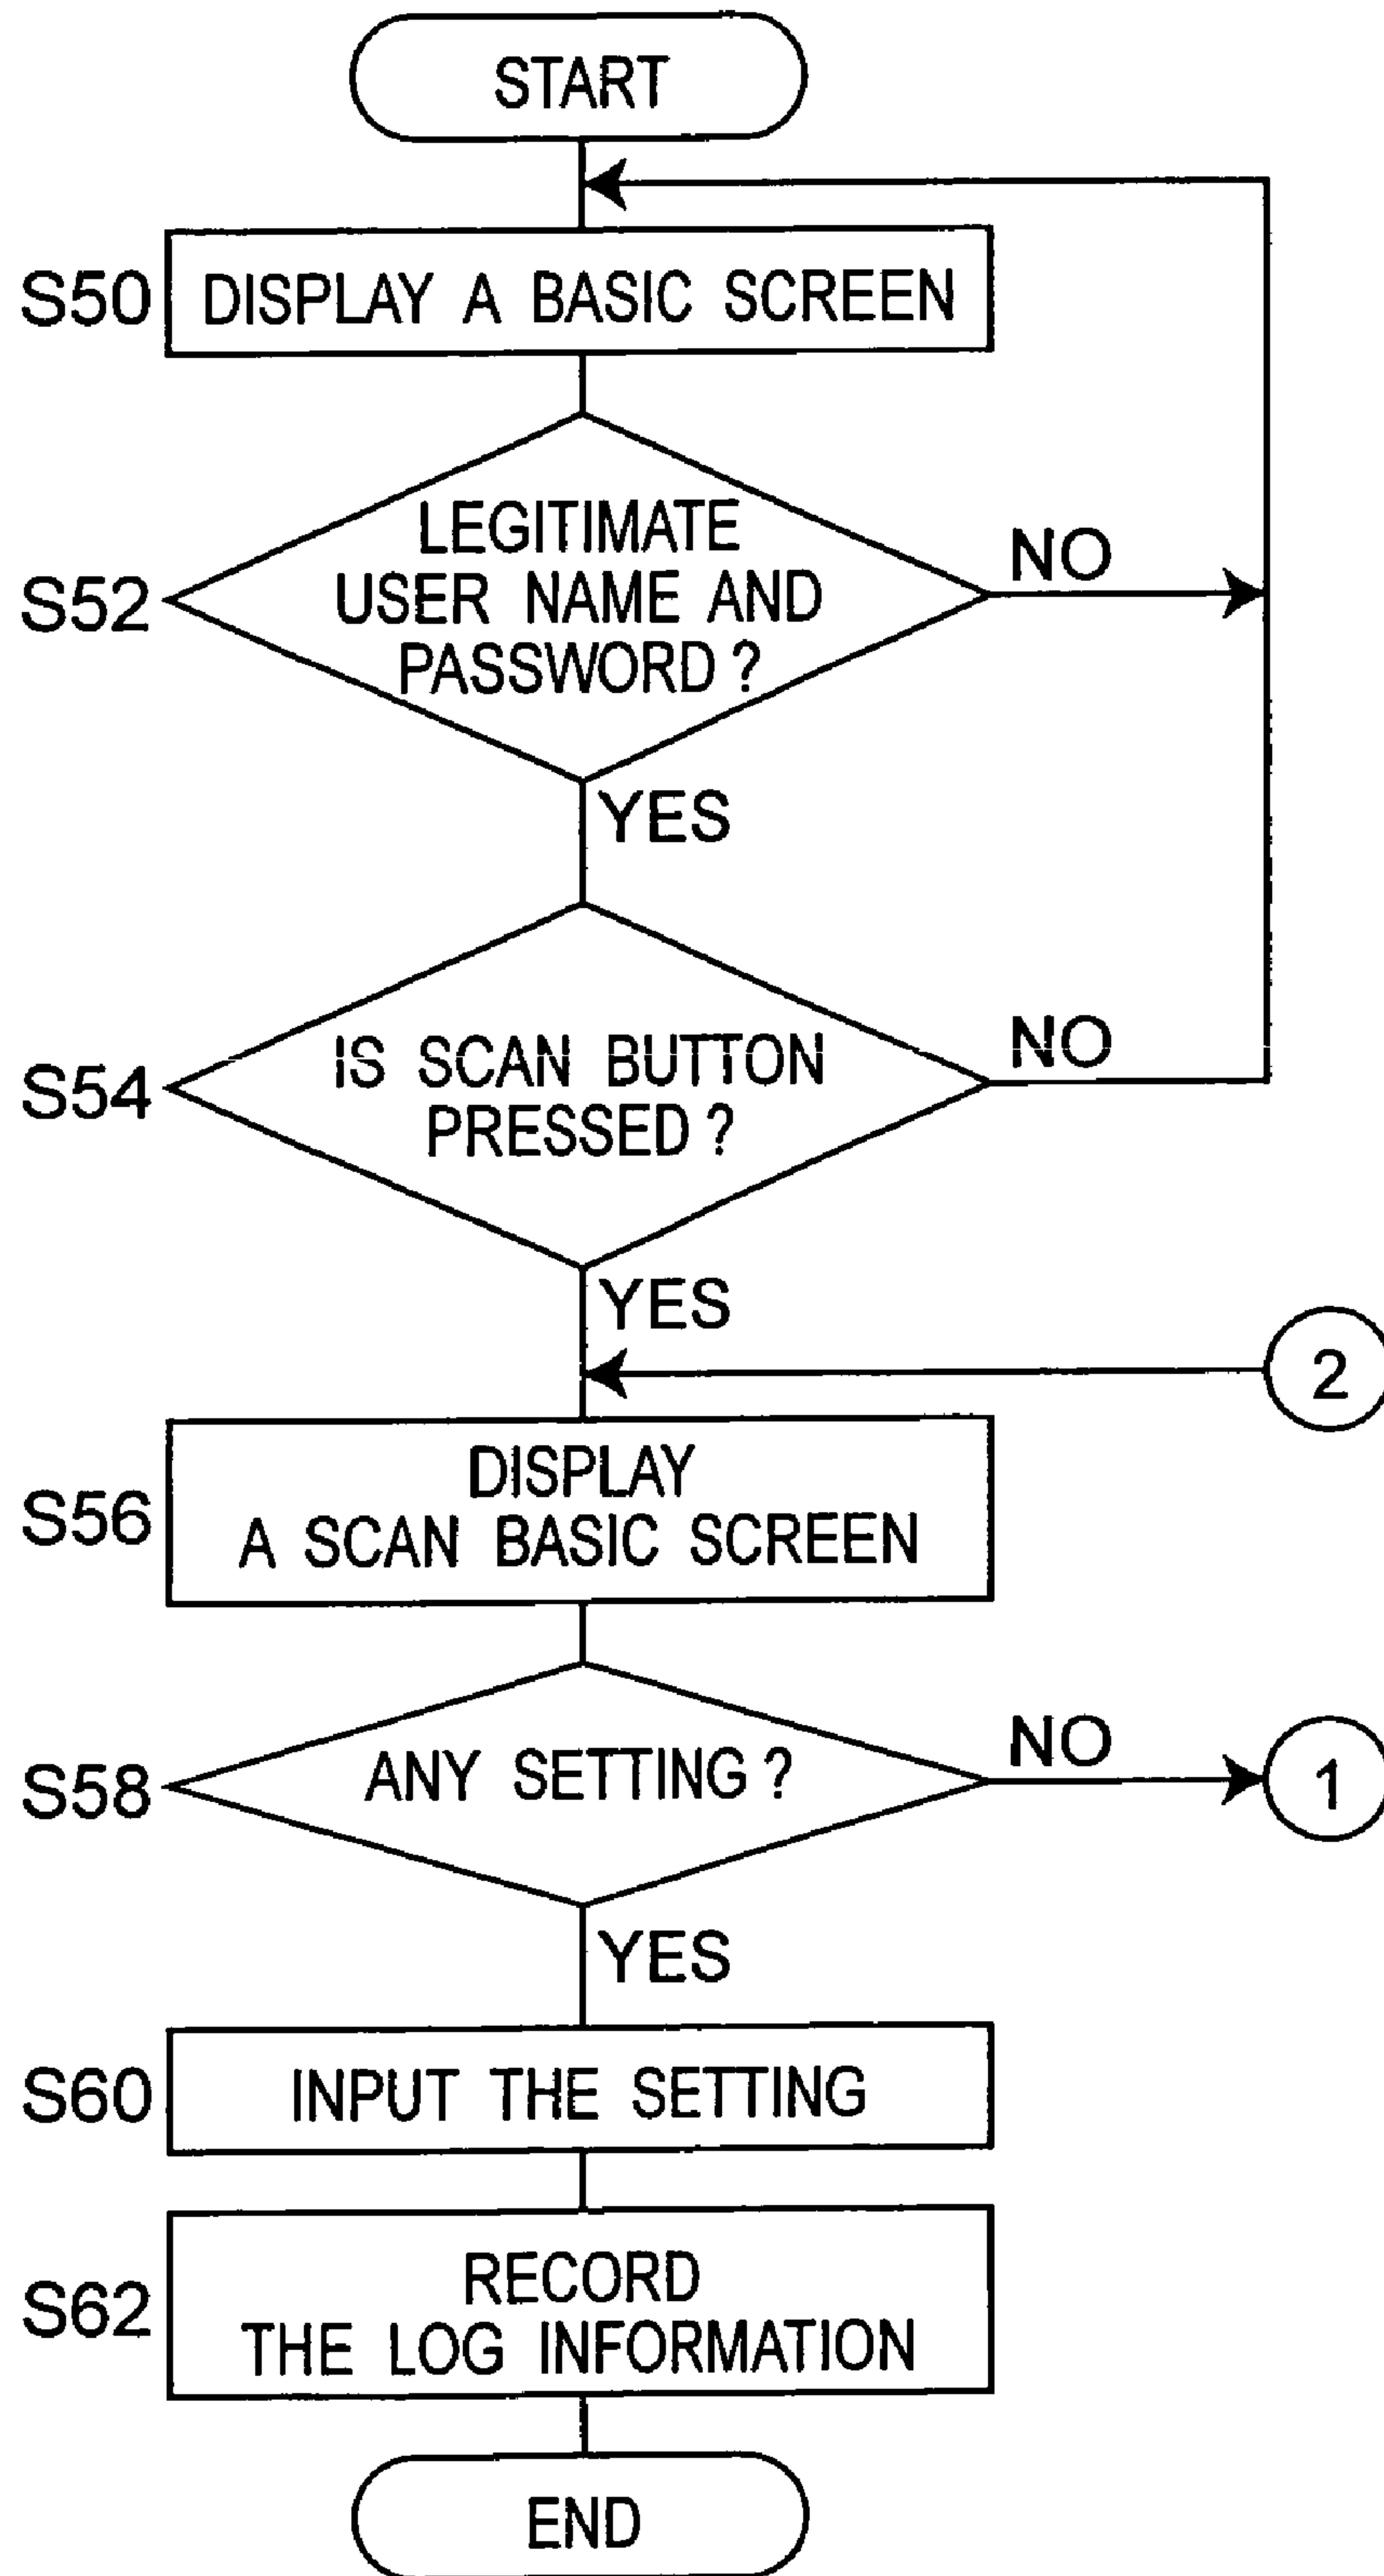 START
S50
DISPLAY A BASIC SCREEN
S52
LEGITIMATE
USER NAME AND
PASSWORD ?
NO
YES
S54
IS SCAN BUTTON
PRESSED ?
NO
YES
2
S56
DISPLAY
A SCAN BASIC SCREEN
S58
ANY SETTING ?
NO
1
YES
S60
INPUT THE SETTING
S62
RECORD
THE LOG INFORMATION
END